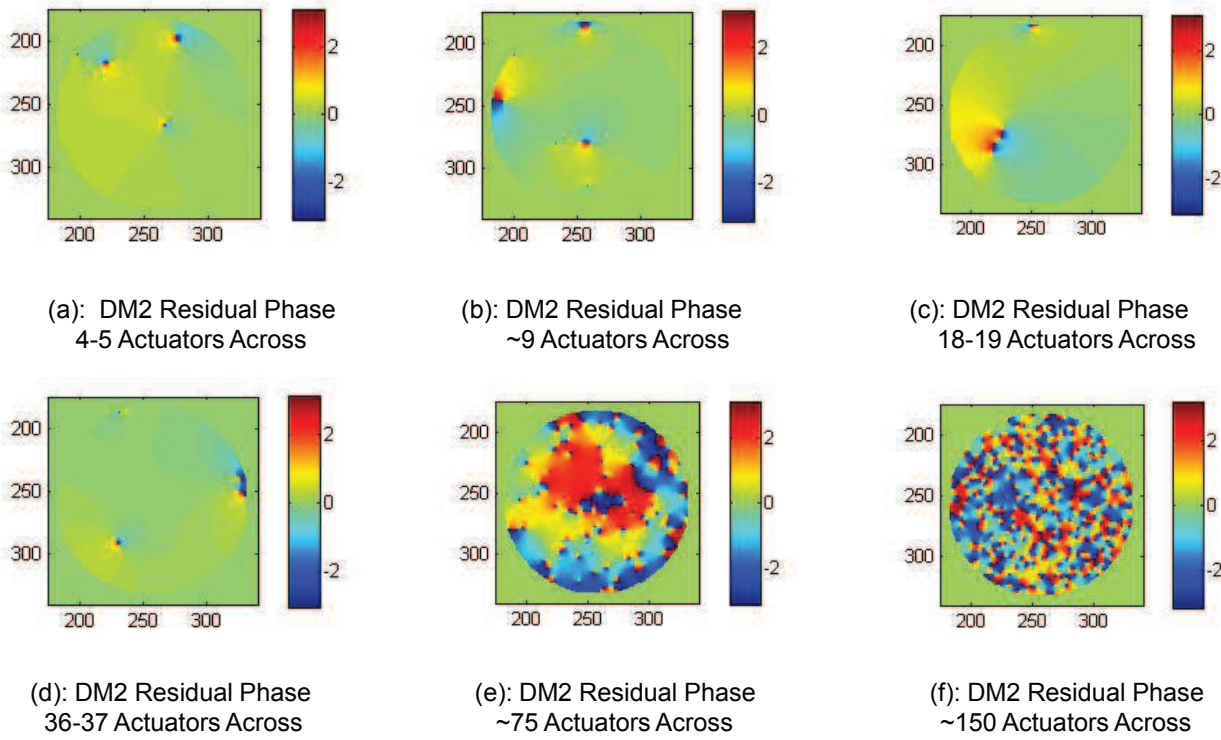 200
250
300
200 250 300
2
0
-2
200
250
300
200 250 300
2
0
-2
200
250
300
200 250 300
2
0
-2
(a): DM2 Residual Phase
4-5 Actuators Across
(b): DM2 Residual Phase
~9 Actuators Across
(c): DM2 Residual Phase
18-19 Actuators Across
200
250
300
200 250 300
2
0
-2
200
250
300
200 250 300
2
0
-2
200
250
300
200 250 300
2
0
-2
(d): DM2 Residual Phase
36-37 Actuators Across
(e): DM2 Residual Phase
~75 Actuators Across
(f): DM2 Residual Phase
~150 Actuators Across